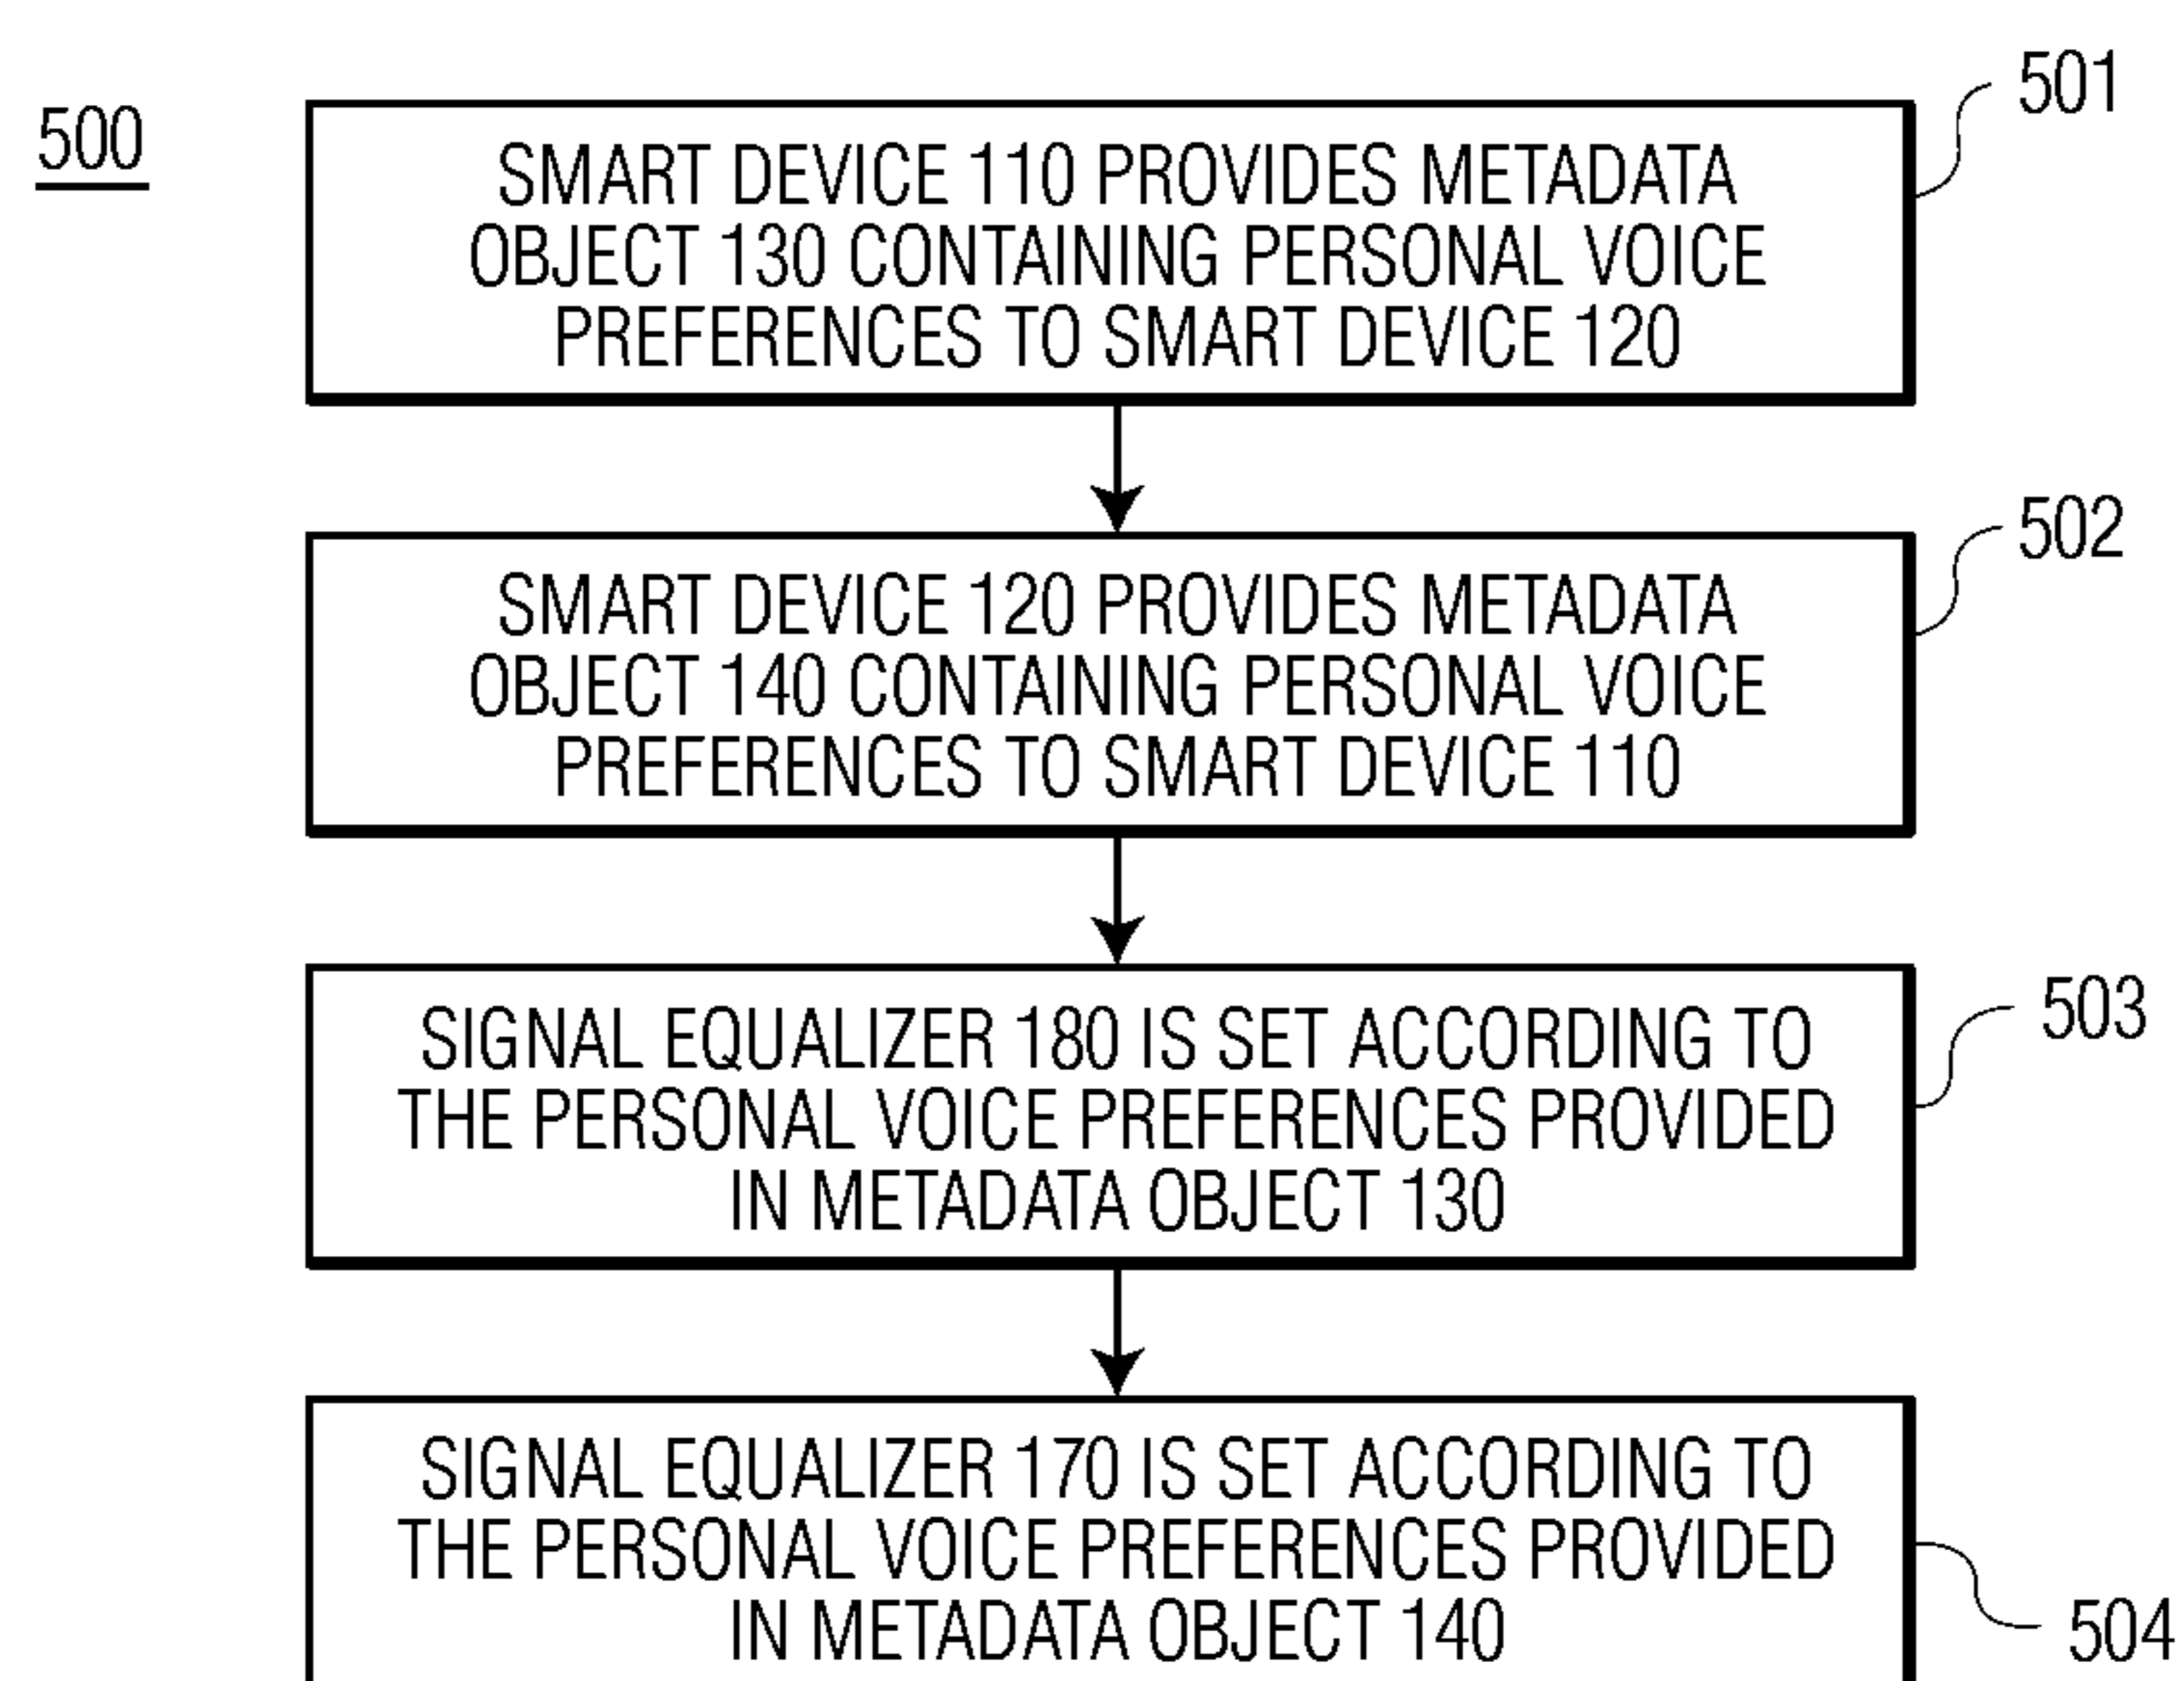 500
501
SMART DEVICE 110 PROVIDES METADATA
OBJECT 130 CONTAINING PERSONAL VOICE
PREFERENCES TO SMART DEVICE 120
502
SMART DEVICE 120 PROVIDES METADATA
OBJECT 140 CONTAINING PERSONAL VOICE
PREFERENCES TO SMART DEVICE 110
503
SIGNAL EQUALIZER 180 IS SET ACCORDING TO
THE PERSONAL VOICE PREFERENCES PROVIDED
IN METADATA OBJECT 130
SIGNAL EQUALIZER 170 IS SET ACCORDING TO
THE PERSONAL VOICE PREFERENCES PROVIDED
IN METADATA OBJECT 140
504